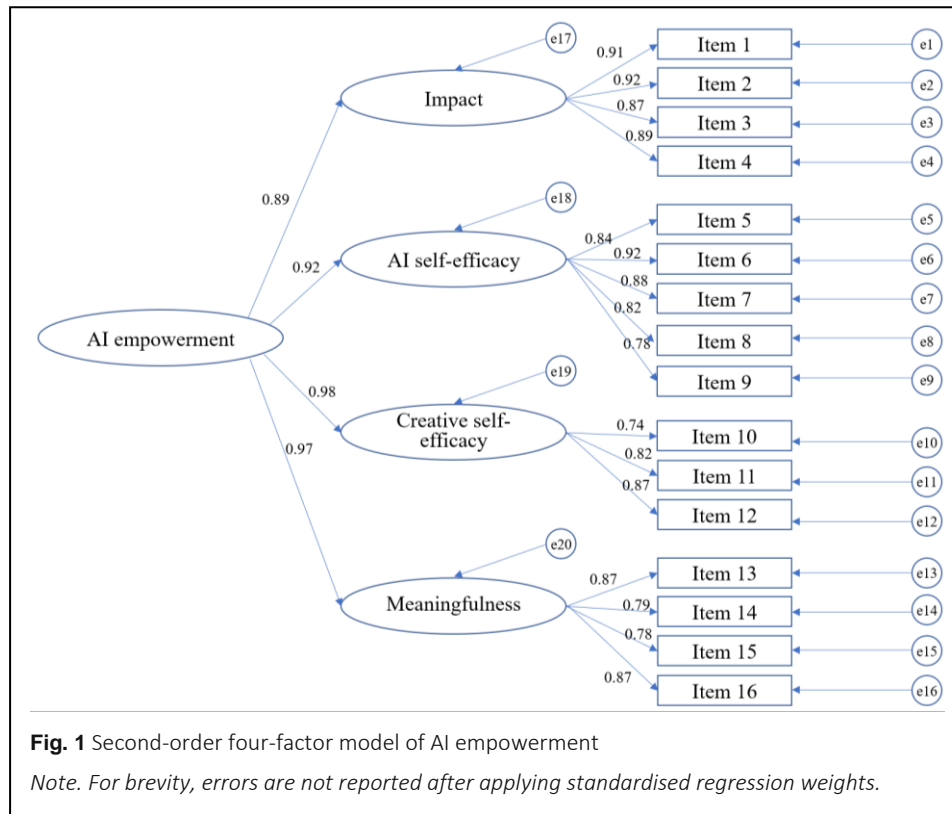 e17
Item 1
e1
0.91
Impact
0.92
Item 2
e2
0.87
Item 3
e3
0.89
Item 4
e4
0.89
e18
Item 5
e5
0.84
AI self-efficacy
0.92
Item 6
e6
0.92
0.88
Item 7
e7
0.82
Item 8
e8
0.78
Item 9
e9
AI empowerment
e19
0.98
Creative self-
efficacy
0.74
Item 10
e10
0.82
Item 11
e11
0.87
Item 12
e12
0.97
e20
Item 13
e13
0.87
Meaningfulness
0.79
Item 14
e14
0.78
Item 15
e15
0.87
Item 16
e16
Fig. 1 Second-order four-factor model of AI empowerment
Note. For brevity, errors are not reported after applying standardised regression weights.